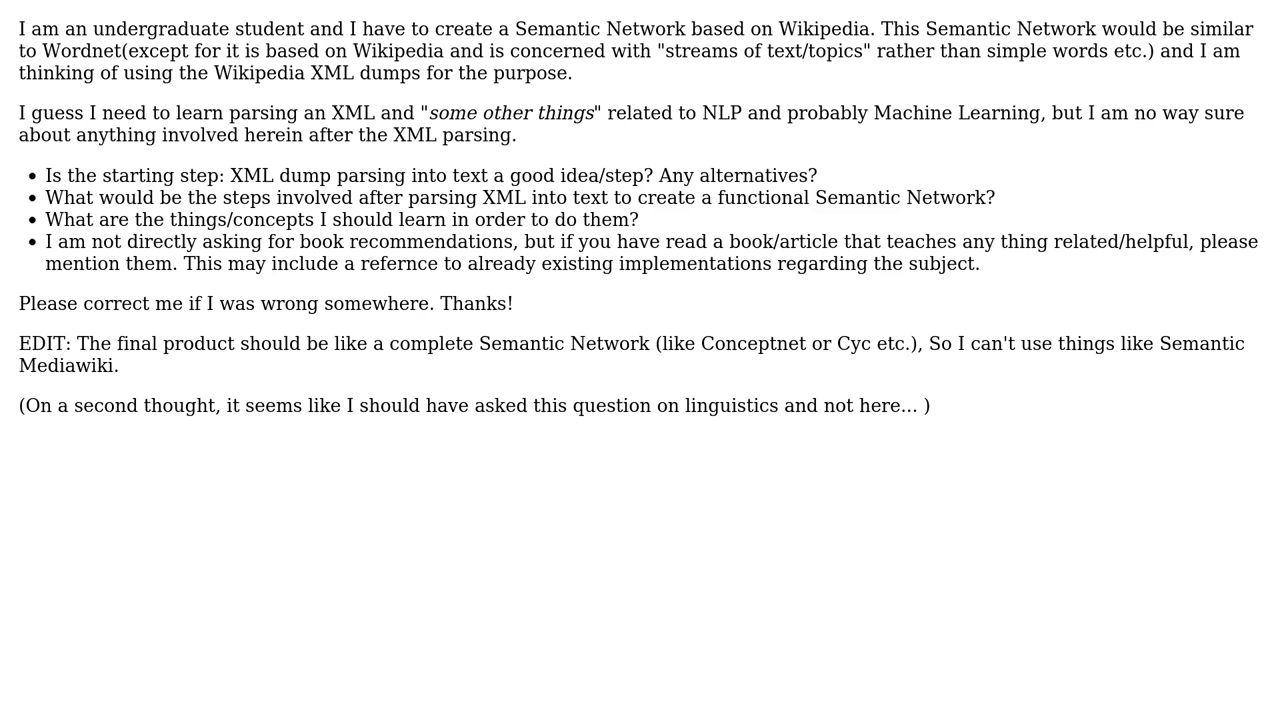 I am an undergraduate student and I have to create a Semantic Network based on Wikipedia. This Semantic Network would be similar
to Wordnet(except for it is based on Wikipedia and is concerned with "streams of text/topics" rather than simple words etc.) and I am
thinking of using the Wikipedia XML dumps for the purpose.
I guess I need to learn parsing an XML and "some other things" related to NLP and probably Machine Learning, but I am no way sure
about anything involved herein after the XML parsing.
• Is the starting step: XML dump parsing into text a good idea/step? Any alternatives?
• What would be the steps involved after parsing XML into text to create a functional Semantic Network?
• What are the things/concepts I should learn in order to do them?
• I am not directly asking for book recommendations, but if you have read a book/article that teaches any thing related/helpful, please
mention them. This may include a refernce to already existing implementations regarding the subject.
Please correct me if I was wrong somewhere. Thanks!
EDIT: The final product should be like a complete Semantic Network (like Conceptnet or Cyc etc.), So I can't use things like Semantic
Mediawiki.
(On a second thought, it seems like I should have asked this question on linguistics and not here... )